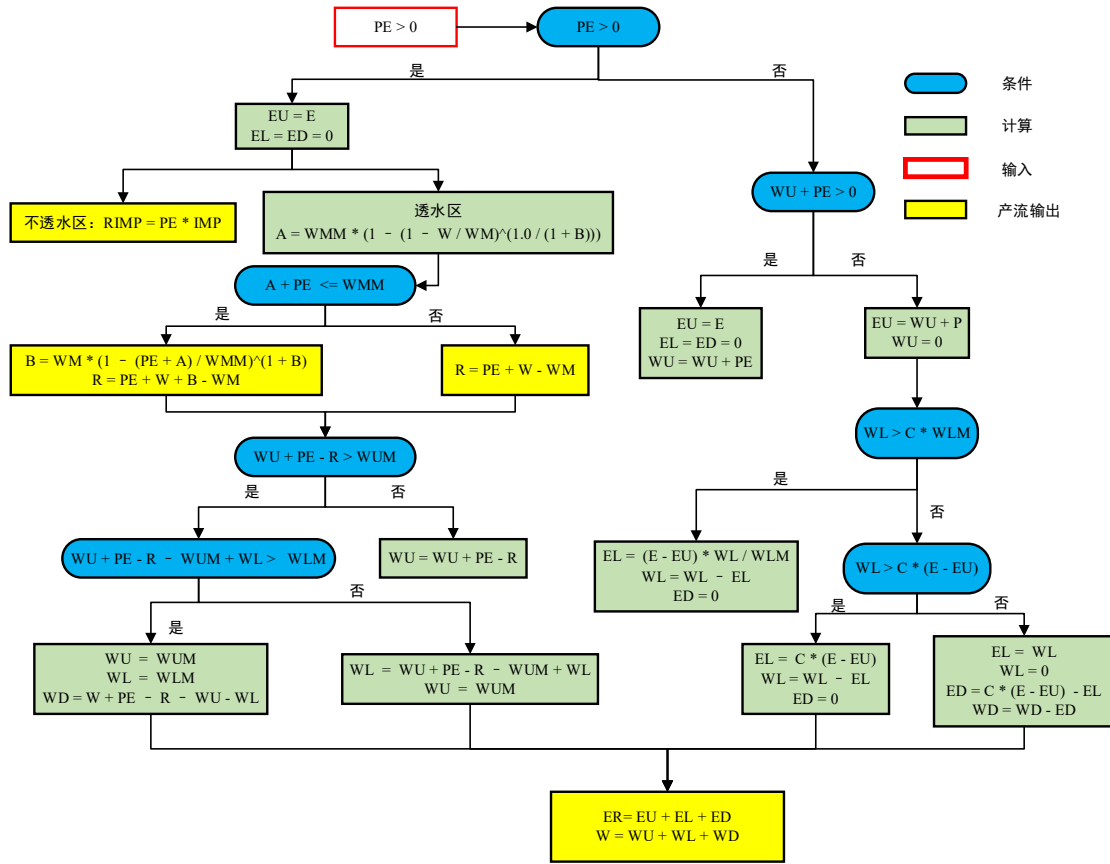 PE > 0
PE > 0
是
否
条件
计算
输入
产流输出
EU = E
EL = ED = 0
WU + PE > 0
不透水区：RIMP = PE * IMP
透水区
A = WMM * (1 - (1 - W / WM)^(1.0 / (1 + B)))
是
否
A + PE <= WMM
是
否
EU = E
EL = ED = 0
WU = WU + PE
EU = WU + P
WU = 0
B = WM * (1 - (PE + A) / WMM)^(1 + B)
R = PE + W + B - WM
R = PE + W - WM
WL > C * WLM
WU + PE - R > WUM
是
否
是
否
WU + PE - R - WUM + WL > WLM
WU = WU + PE - R
EL = (E - EU) * WL / WLM
WL = WL - EL
ED = 0
WL > C * (E - EU)
是
否
是
否
WU = WUM
WL = WLM
WD = W + PE - R - WU - WL
WL = WU + PE - R - WUM + WL
WU = WUM
EL = C * (E - EU)
WL = WL - EL
ED = 0
EL = WL
WL = 0
ED = C * (E - EU) - EL
WD = WD - ED
ER= EU + EL + ED
W = WU + WL + WD